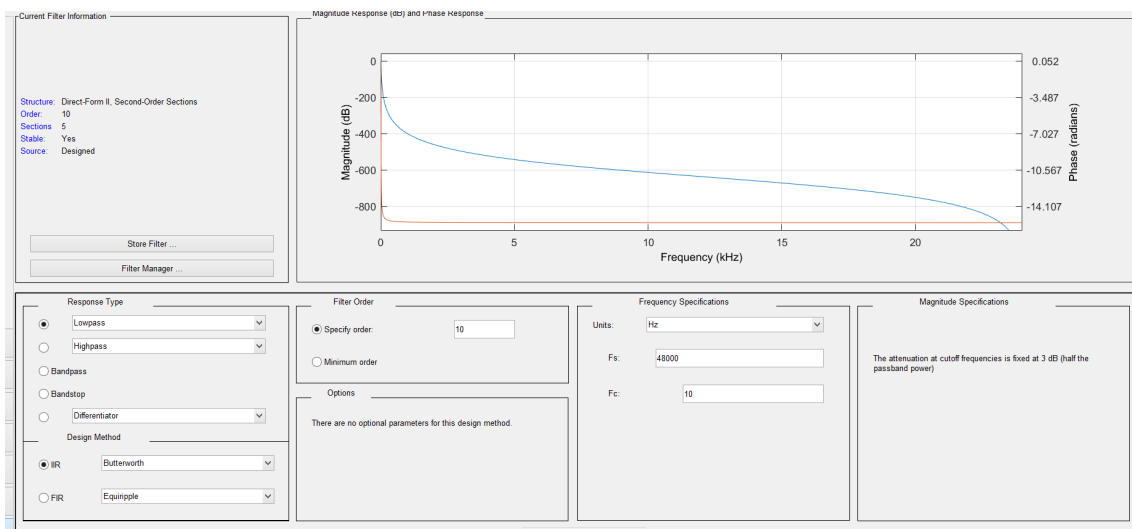 Current Filter Information
Structure: Direct-Form II, Second-Order Sections
Order: 10
Sections 5
Stable: Yes
Source: Designed
Store Filter ...
Filter Manager ...
Magnitude Response (dB) and Phase Response
Magnitude (dB)
0
-200
-400
-600
-800
0.052
-3.487
-7.027
-10.567
-14.107
Phase (radians)
0 5 10 15 20
Frequency (kHz)
Response Type
Lowpass
Highpass
Bandpass
Bandstop
Differentiator
Design Method
IIR Butterworth
FIR Equiripple
Filter Order
Specify order: 10
Minimum order
Options
There are no optional parameters for this design method.
Frequency Specifications
Units: Hz
Fs: 48000
Fc: 10
Magnitude Specifications
The attenuation at cutoff frequencies is fixed at 3 dB (half the
passband power)